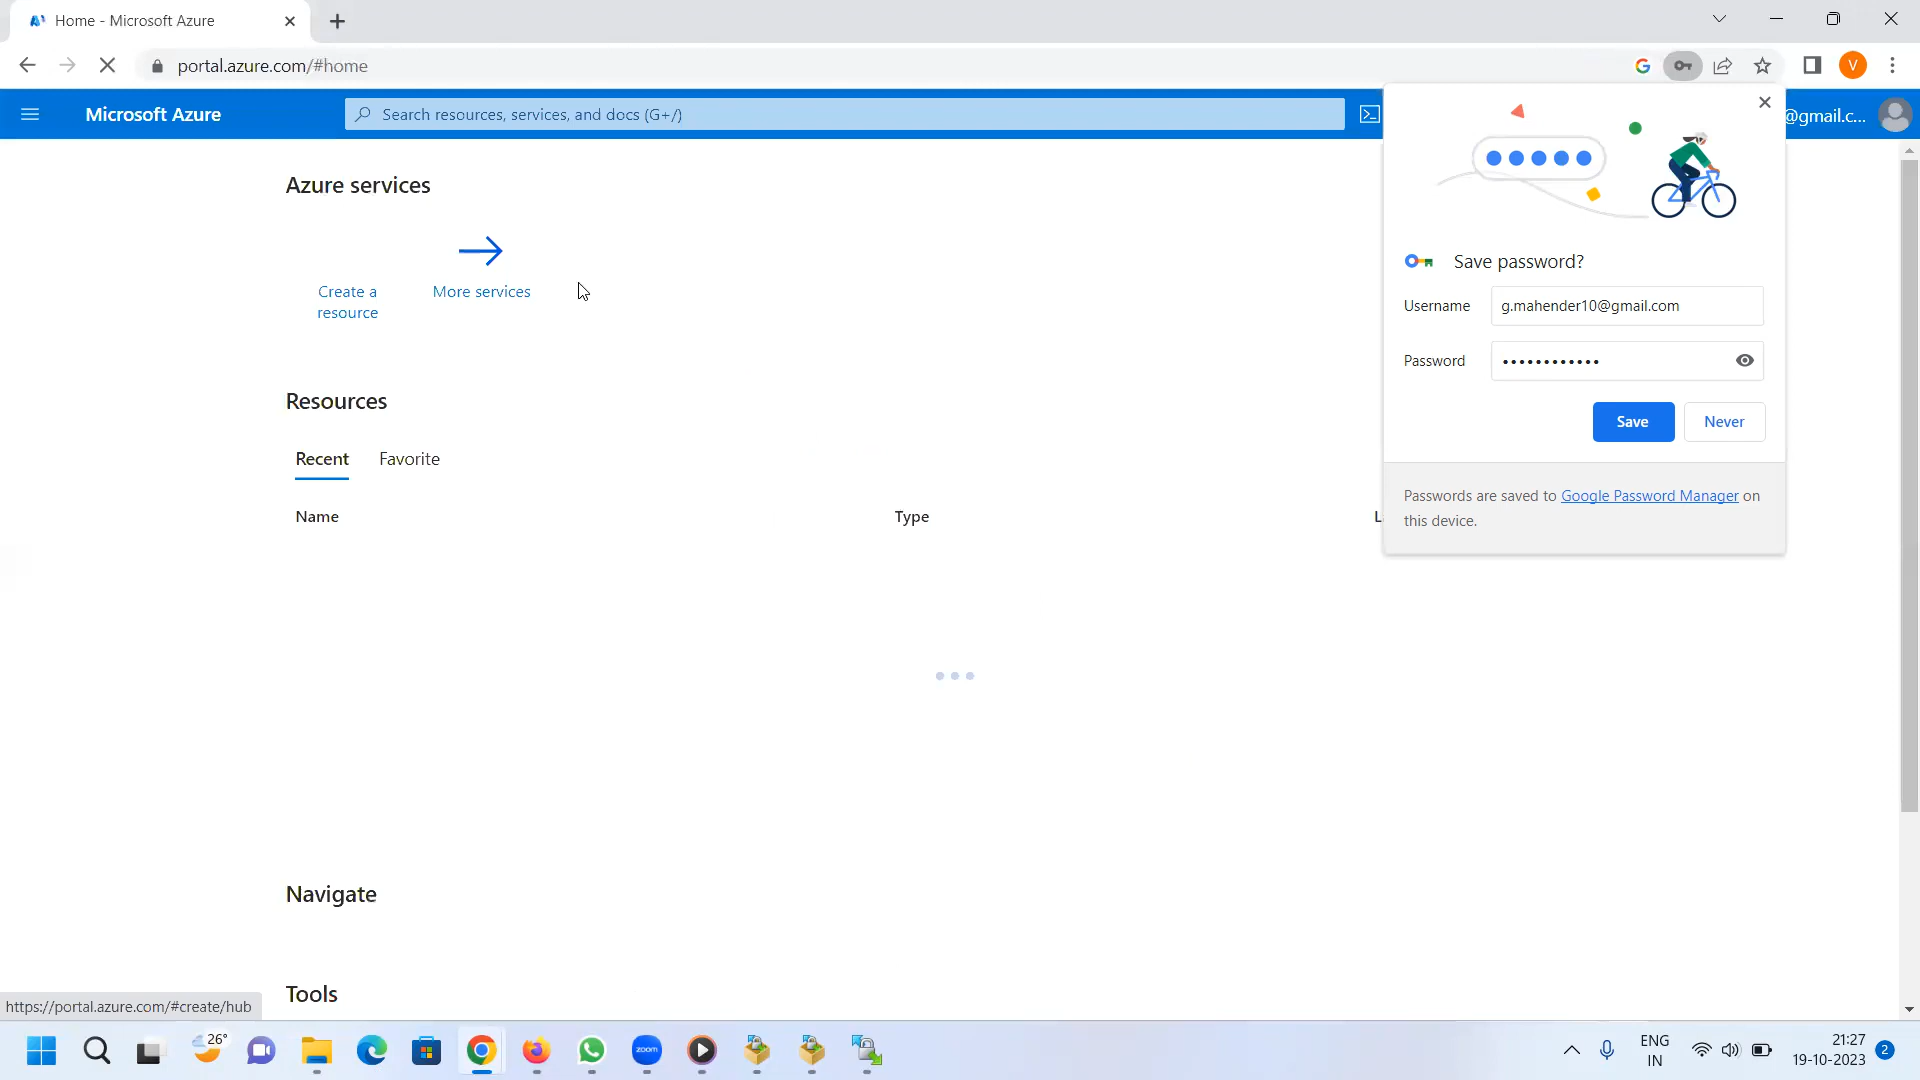 Home - Microsoft Azure
portal.azure.com/#home
V
Microsoft Azure
Search resources, services, and docs (G+/)
@gmail.c...
Azure services
Create a
resource
More services
Save password?
Username
g.mahender10@gmail.com
Password
Save
Never
Passwords are saved to Google Password Manager on
this device.
Resources
Recent
Favorite
Name
Type
L
Navigate
Tools
https://portal.azure.com/#create/hub
26°
zoom
ENG
IN
21:27
19-10-2023
2